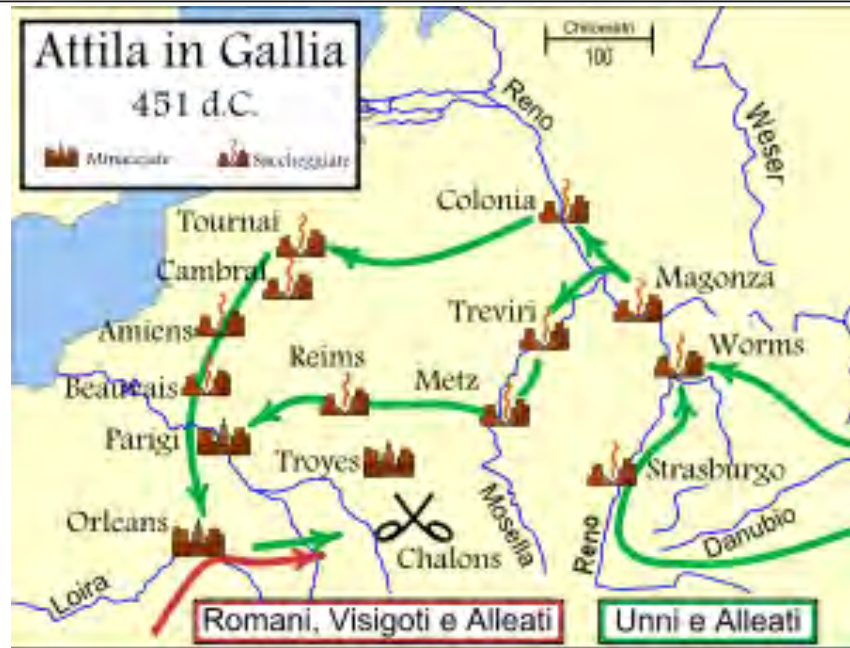 Attila in Gallia
451 d.C.
Minacciate
Saccheggiate
Chilometri
100
Reno
Weser
Colonia
Tournai
Cambrai
Magonza
Treviri
Amiens
Reims
Metz
Worms
Beauvais
Parigi
Troyes
Strasburgo
Orleans
Mosella
Chalons
Reno
Danubio
Loira
Romani, Visigoti e Alleati
Unni e Alleati